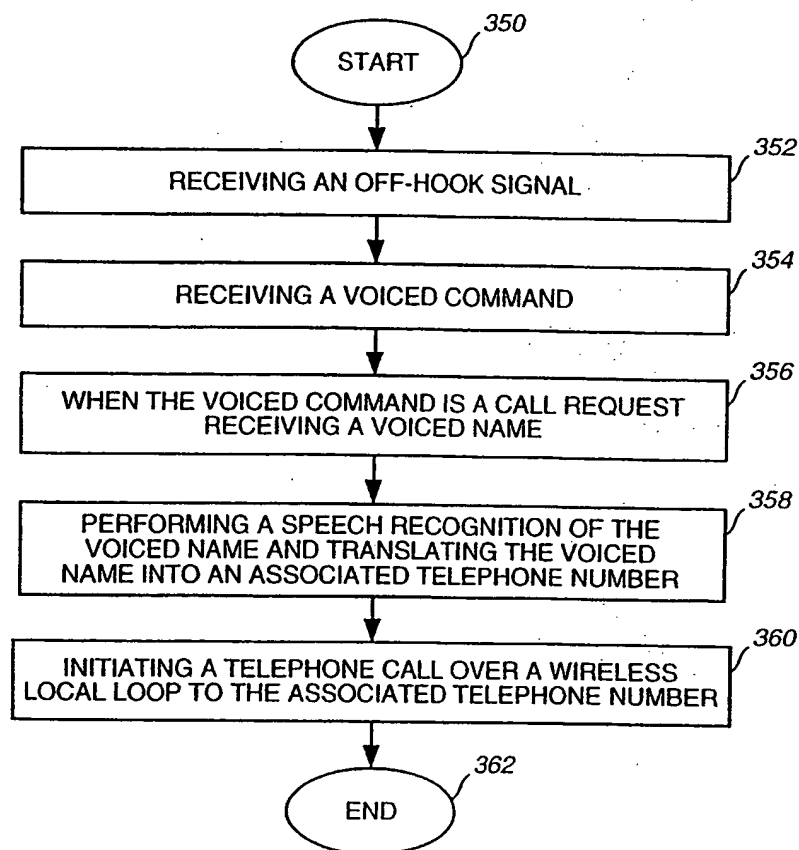 350
START
352
RECEIVING AN OFF-HOOK SIGNAL
354
RECEIVING A VOICED COMMAND
356
WHEN THE VOICED COMMAND IS A CALL REQUEST
RECEIVING A VOICED NAME
358
PERFORMING A SPEECH RECOGNITION OF THE
VOICED NAME AND TRANSLATING THE VOICED
NAME INTO AN ASSOCIATED TELEPHONE NUMBER
360
INITIATING A TELEPHONE CALL OVER A WIRELESS
LOCAL LOOP TO THE ASSOCIATED TELEPHONE NUMBER
362
END